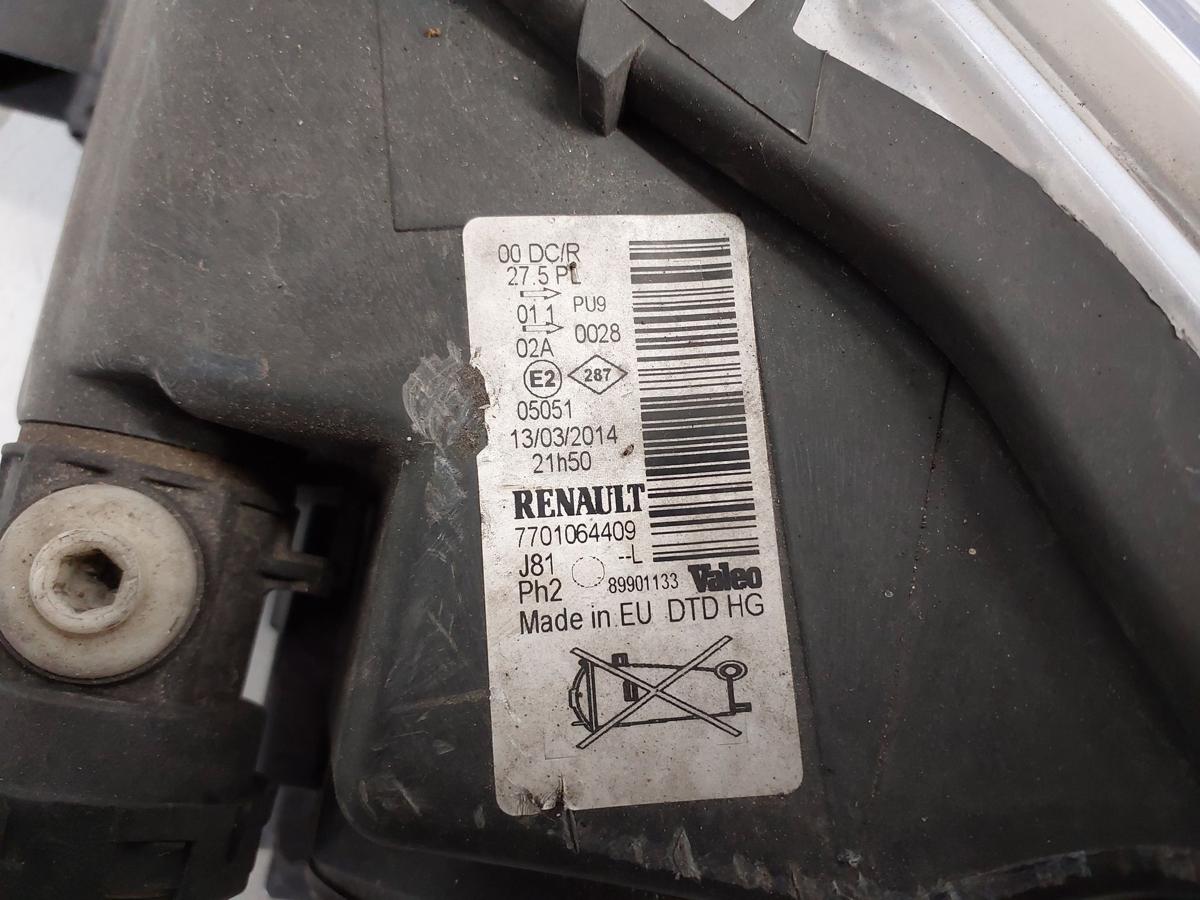 00 DC/R
27.5 PL
01 1 PU9
02A 0028
E2 287
05051
13/03/2014
21h50
RENAULT
7701064409
J81 --L
Ph2 89901133 Valeo
Made in EU DTD HG